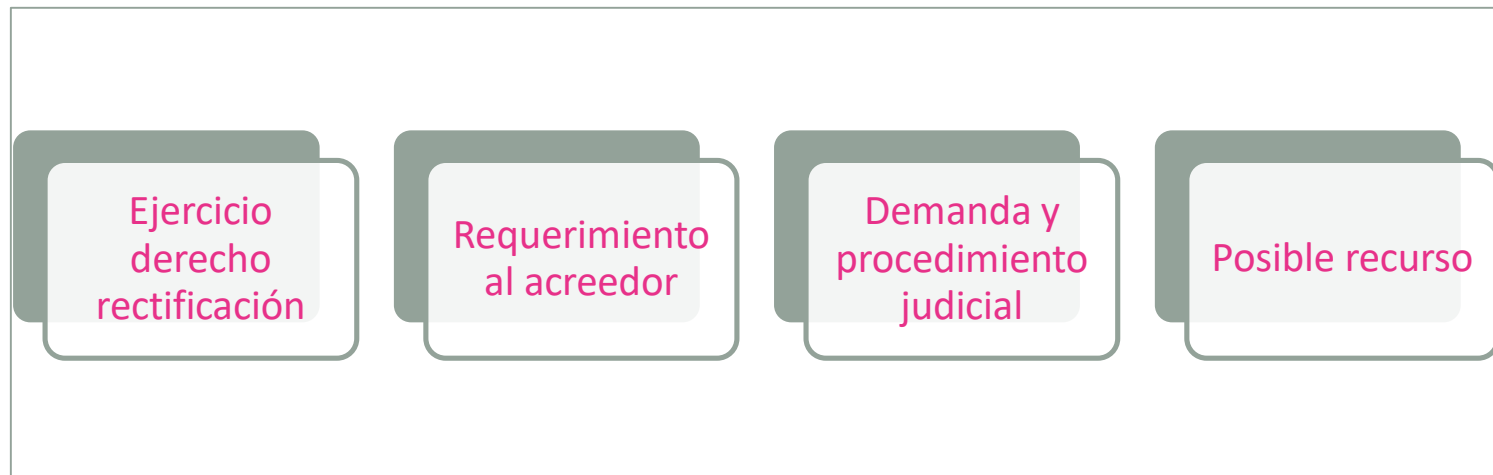 Ejercicio
derecho
rectificación
Requerimiento
al acreedor
Demanda y
procedimiento
judicial
Posible recurso